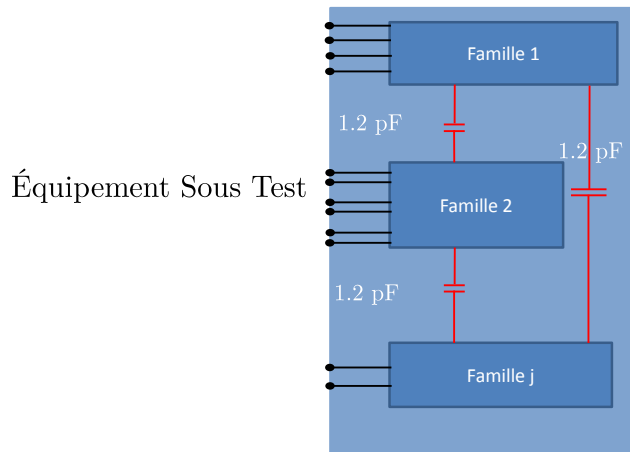 Famille 1
1.2 pF
1.2 pF
Équipement Sous Test
Famille 2
1.2 pF
Famille j